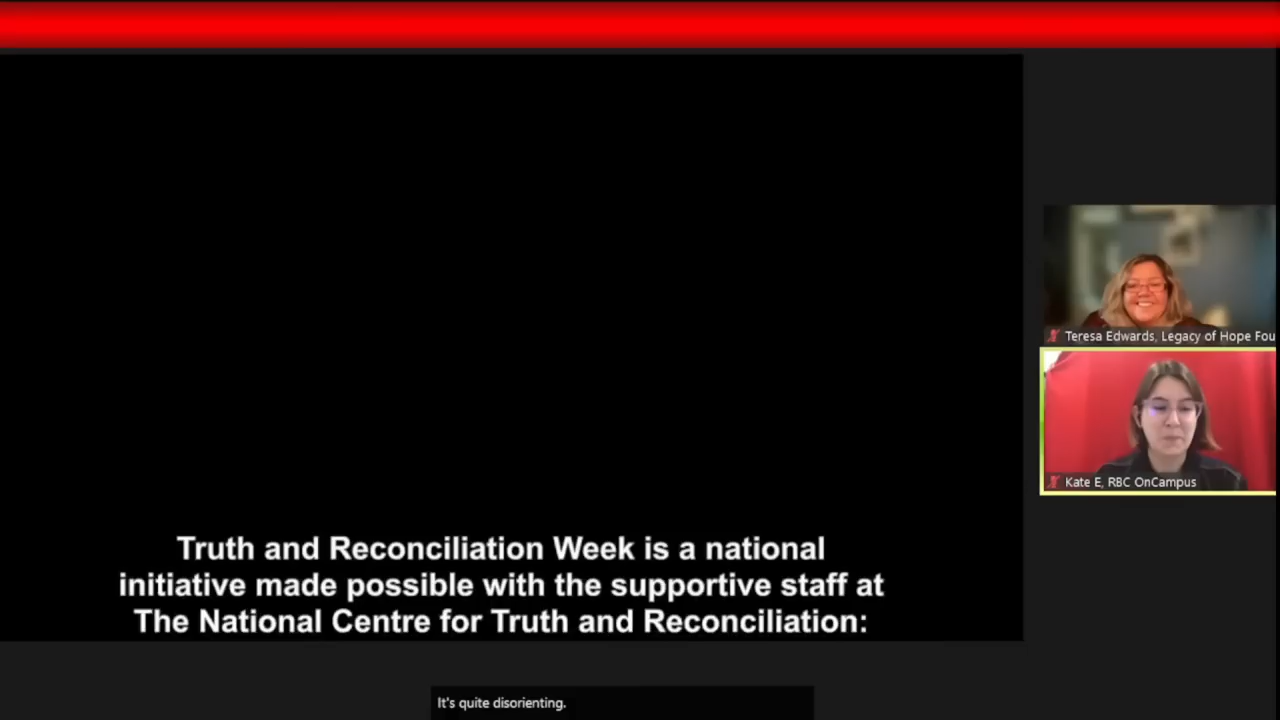 Teresa Edwards, Legacy of Hope Fou
Kate E, RBC OnCampus
Truth and Reconciliation Week is a national
initiative made possible with the supportive staff at
The National Centre for Truth and Reconciliation:
It's quite disorienting.